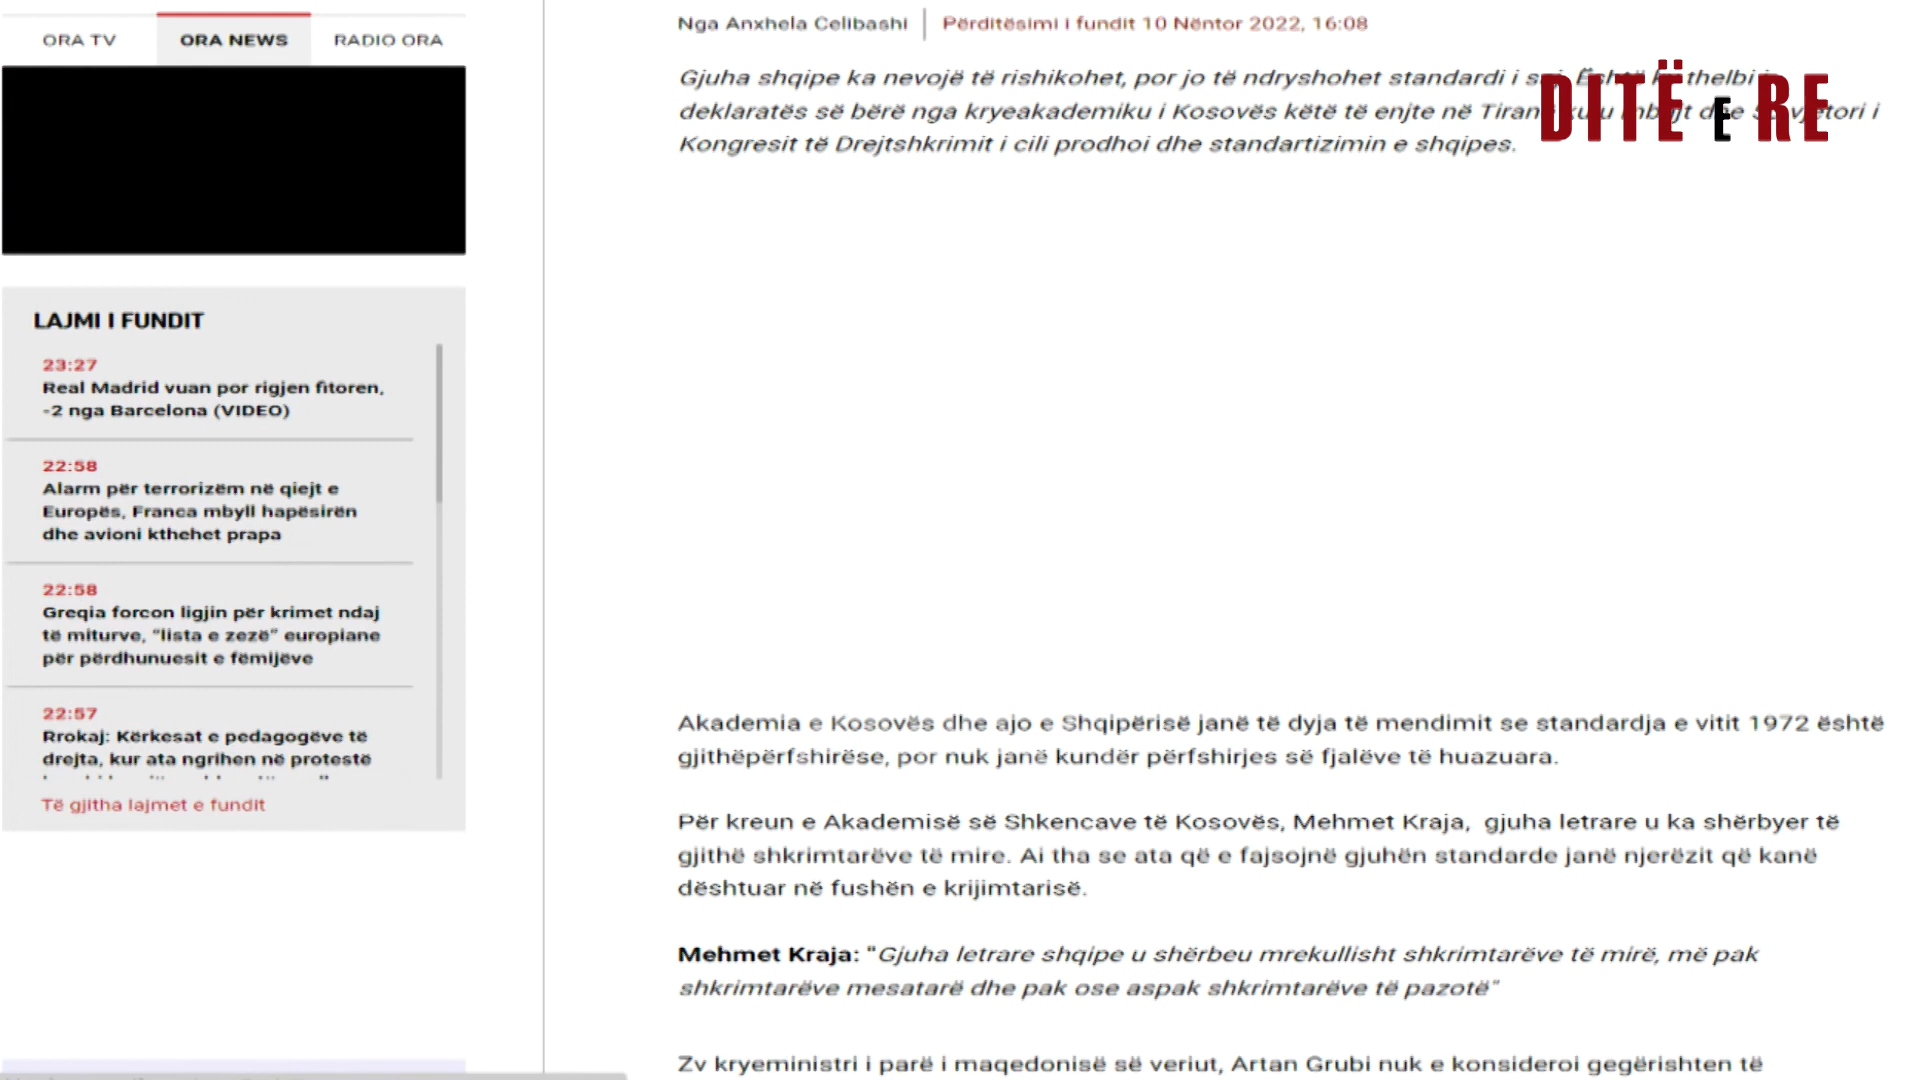 ORA TV ORA NEWS RADIO ORA
LAJMI I FUNDIT
23:27
Real Madrid vuan por rigjen fitoren,
-2 nga Barcelona (VIDEO)
22:58
Alarm për terrorizëm në qiejt e
Europës, Franca mbyll hapësirën
dhe avioni kthehet prapa
22:58
Greqia forcon ligjin për krimet ndaj
të miturve, "lista e zezë" europiane
për përdhunuesit e fëmijëve
22:57
Rrokaj: Kërkesat e pedagogëve të
drejta, kur ata ngrihen në protestë
Të gjitha lajmet e fundit
Nga Anxhela Celibashi | Përditësimi i fundit 10 Nëntor 2022, 16:08
Gjuha shqipe ka nevojë të rishikohet, por jo të ndryshohet standardi i thelbi
deklaratës së bërë nga kryeakademiku i Kosovës këtë të enjte në i
Kongresit të Drejtshkrimit i cili prodhoi dhe standartizimin e shqipes.
DITË E RE
Akademia e Kosovës dhe ajo e Shqipërisë janë të dyja të mendimit se standardja e vitit 1972 është
gjithëpërfshirëse, por nuk janë kundër përfshirjes së fjalëve të huazuara.
Për kreun e Akademisë së Shkencave të Kosovës, Mehmet Kraja, gjuha letrare u ka shërbyer të
gjithë shkrimtarëve të mire. Ai tha se ata që e fajsojnë gjuhën standarde janë njerëzit që kanë
dështuar në fushën e krijimtarisë.
Mehmet Kraja: "Gjuha letrare shqipe u shërbeu mrekullisht shkrimtarëve të mirë, më pak
shkrimtarëve mesatarë dhe pak ose aspak shkrimtarëve të pazotë"
Zv kryeministri i parë i maqedonisë së veriut, Artan Grubi nuk e konsideroi gegërishten të